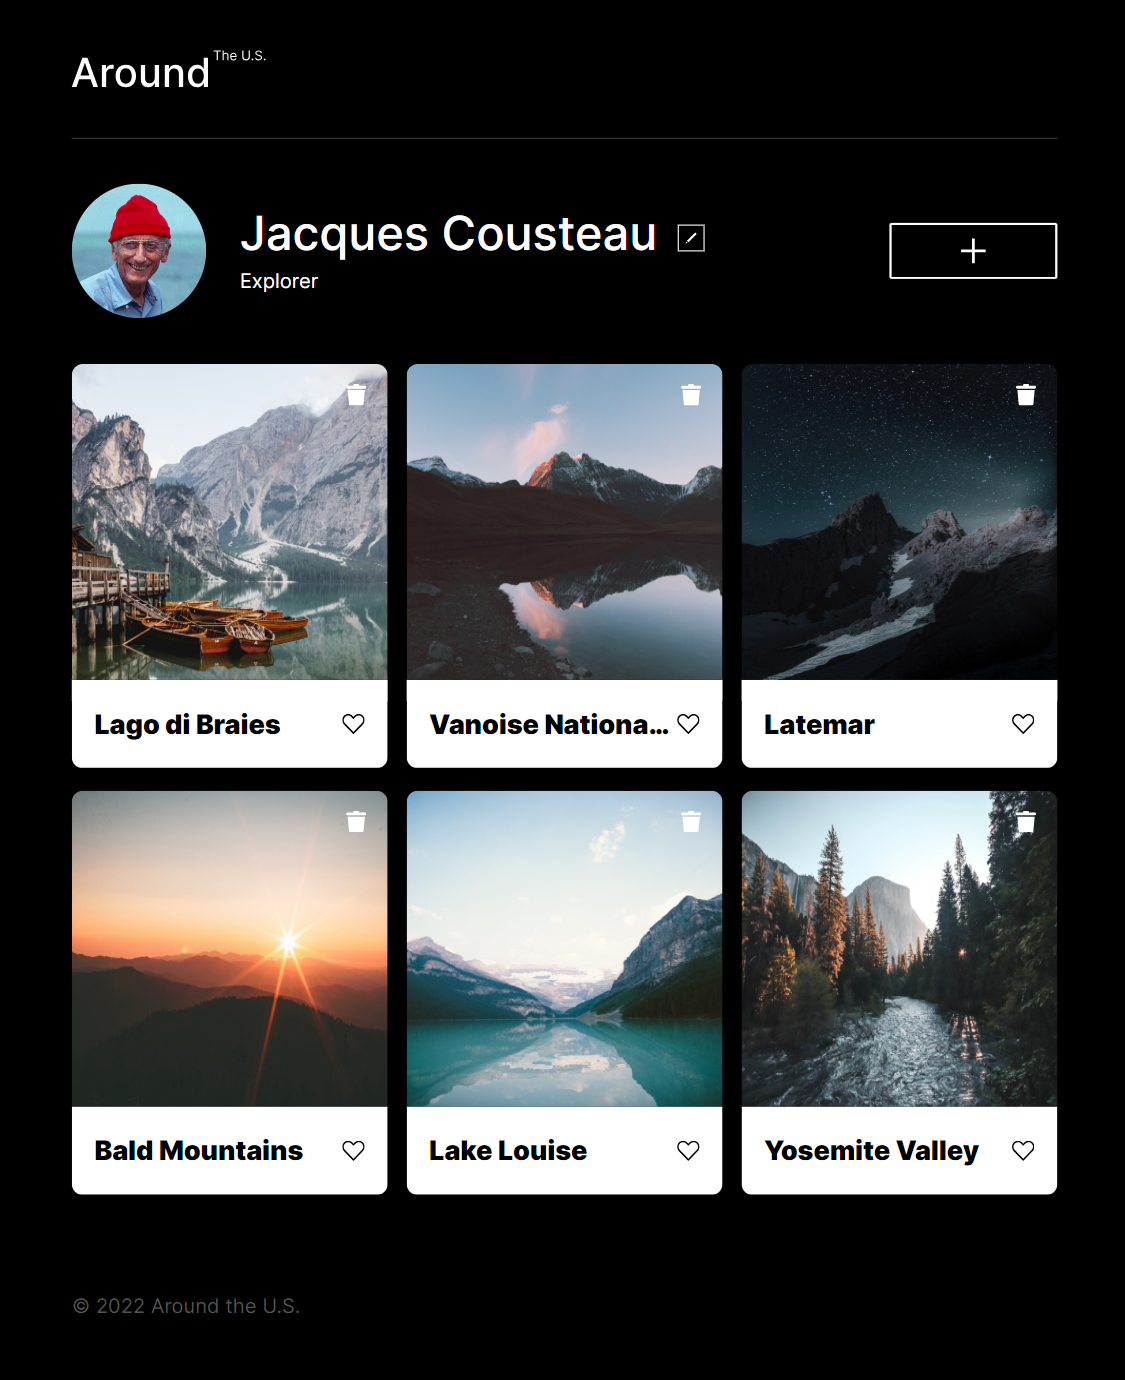 Around The U.S.
Jacques Cousteau
Explorer
Lago di Braies
Vanoise Nationa...
Latemar
Bald Mountains
Lake Louise
Yosemite Valley
© 2022 Around the U.S.